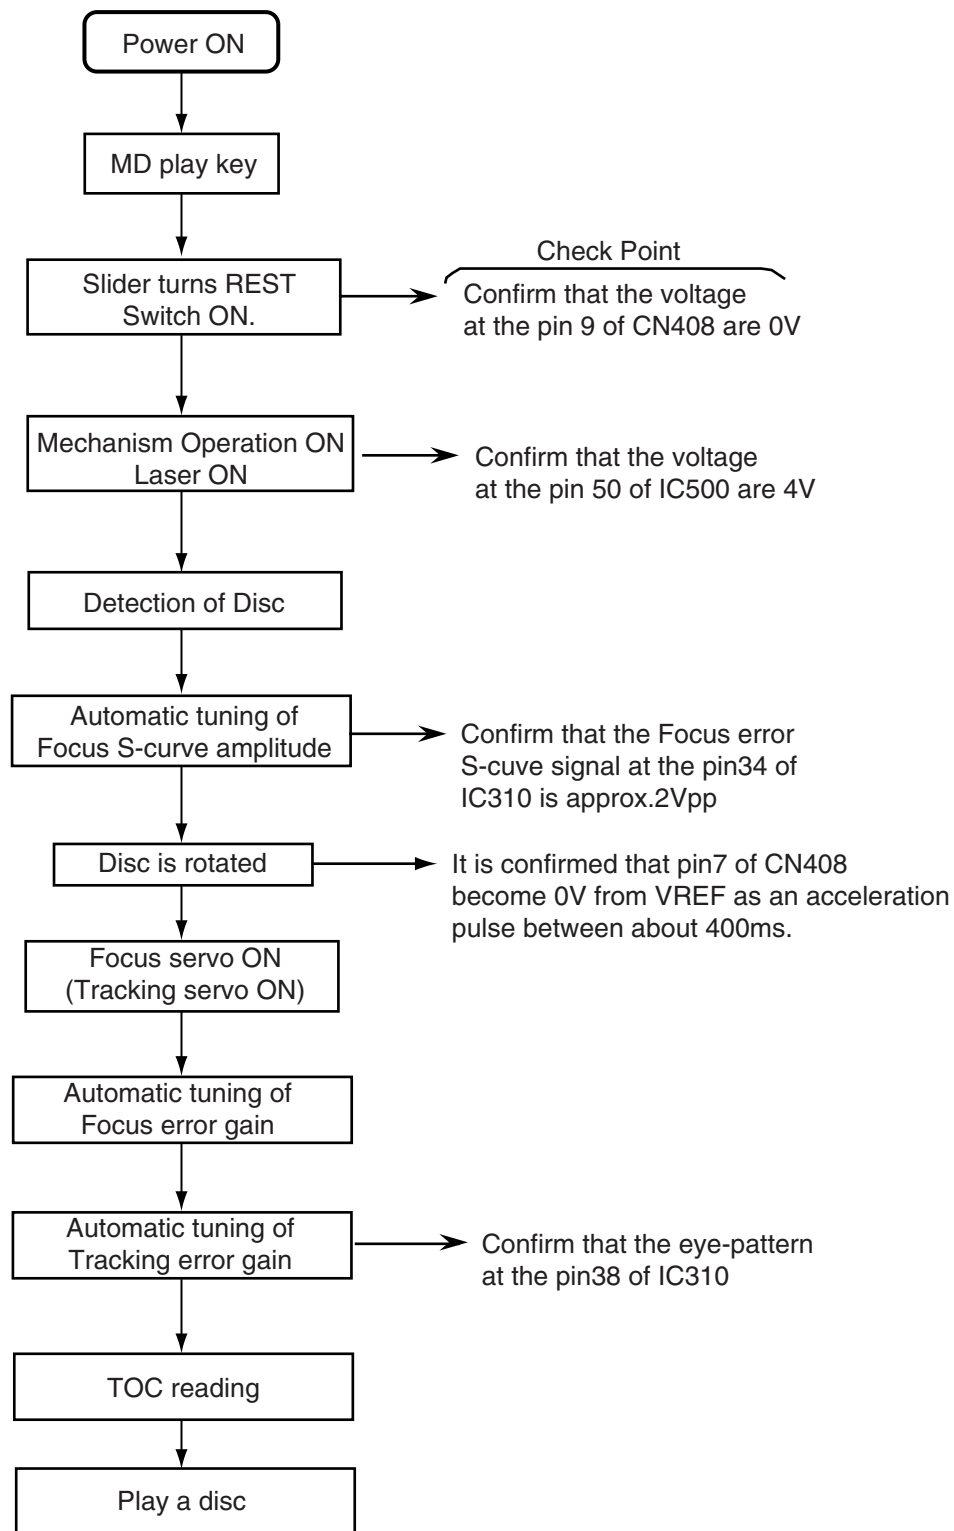 Power ON
MD play key
Slider turns REST
Switch ON.
Check Point
Confirm that the voltage
at the pin 9 of CN408 are 0V
Mechanism Operation ON
Laser ON
Confirm that the voltage
at the pin 50 of IC500 are 4V
Detection of Disc
Automatic tuning of
Focus S-curve amplitude
Confirm that the Focus error
S-cuve signal at the pin34 of
IC310 is approx.2Vpp
Disc is rotated
It is confirmed that pin7 of CN408
become 0V from VREF as an acceleration
pulse between about 400ms.
Focus servo ON
(Tracking servo ON)
Automatic tuning of
Focus error gain
Automatic tuning of
Tracking error gain
Confirm that the eye-pattern
at the pin38 of IC310
TOC reading
Play a disc